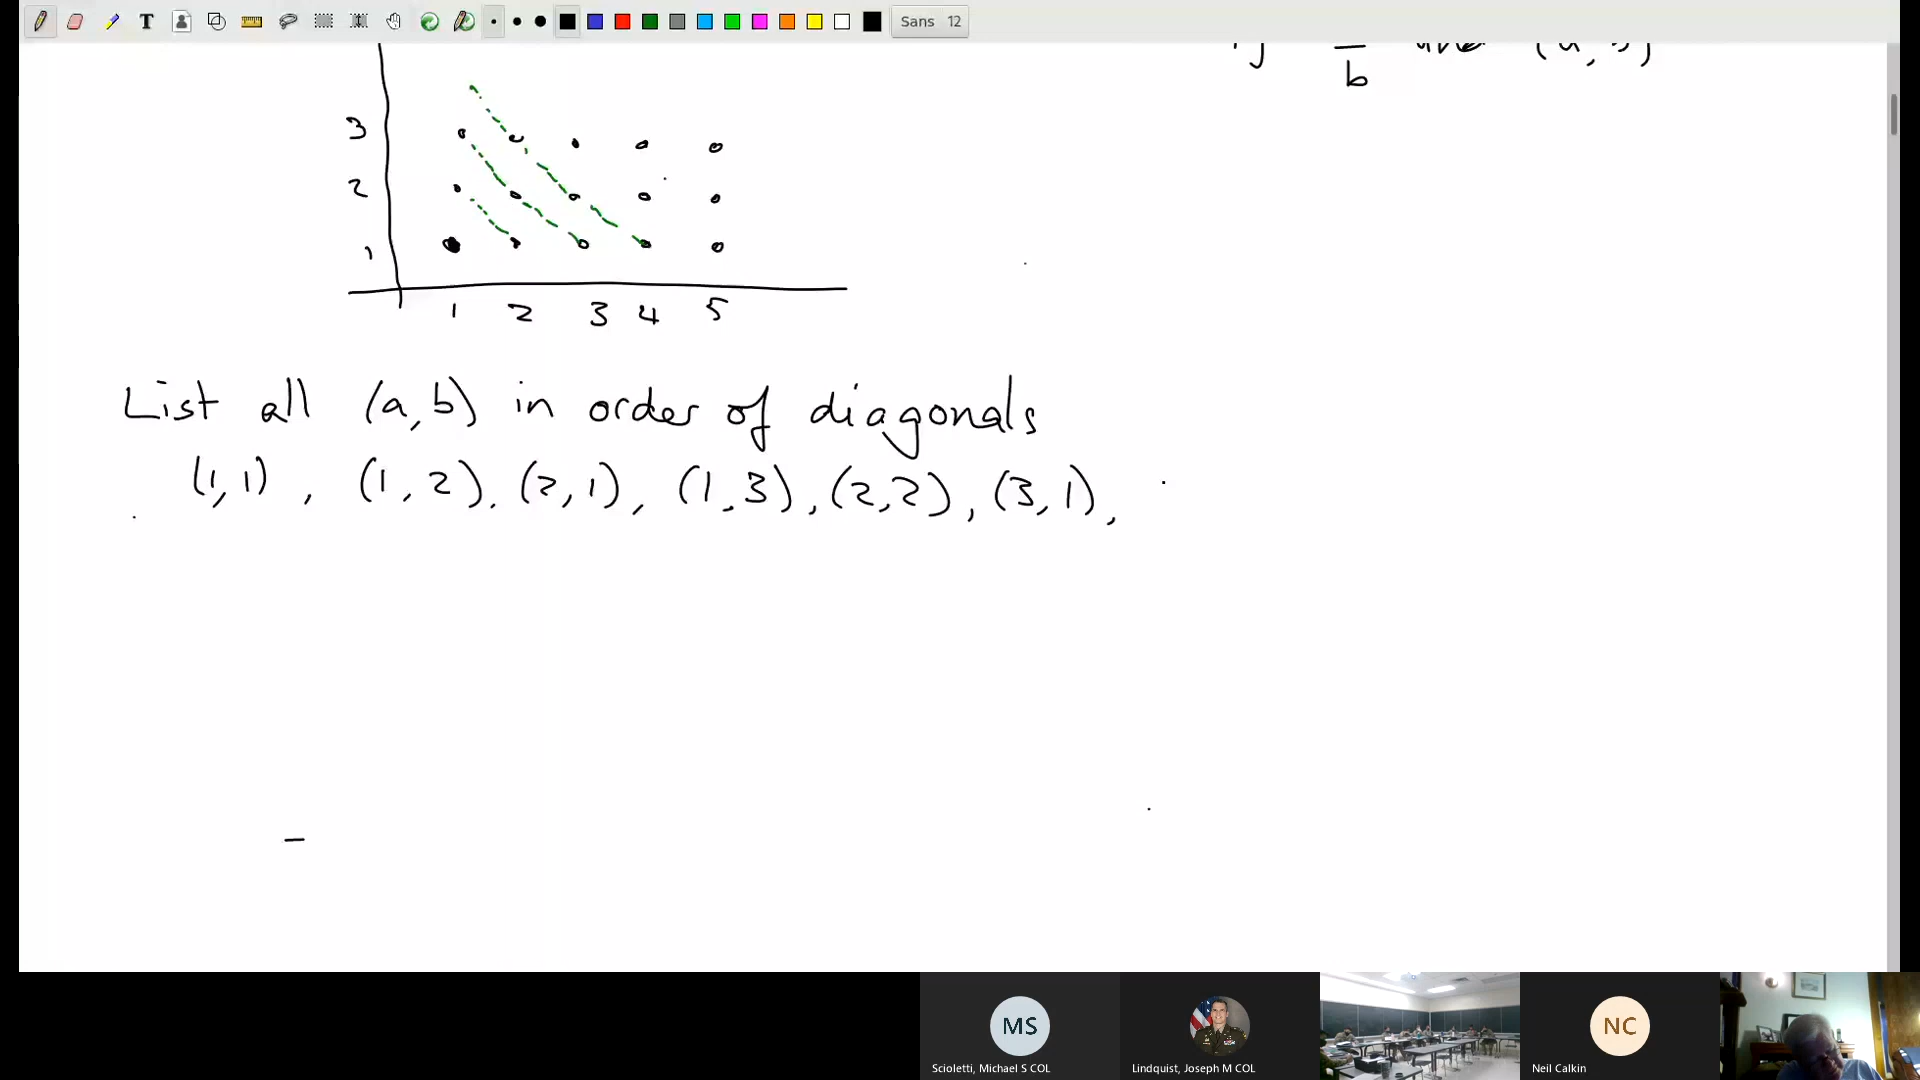 Sans 12
b
3
2
1
1 2 3 4 5
List all (a,b) in order of diagonals
(1,1), (1,2), (2,1), (1,3), (2,2), (3,1),
MS
NC
Scioletti, Michael S COL
Lindquist, Joseph M COL
Neil Calkin